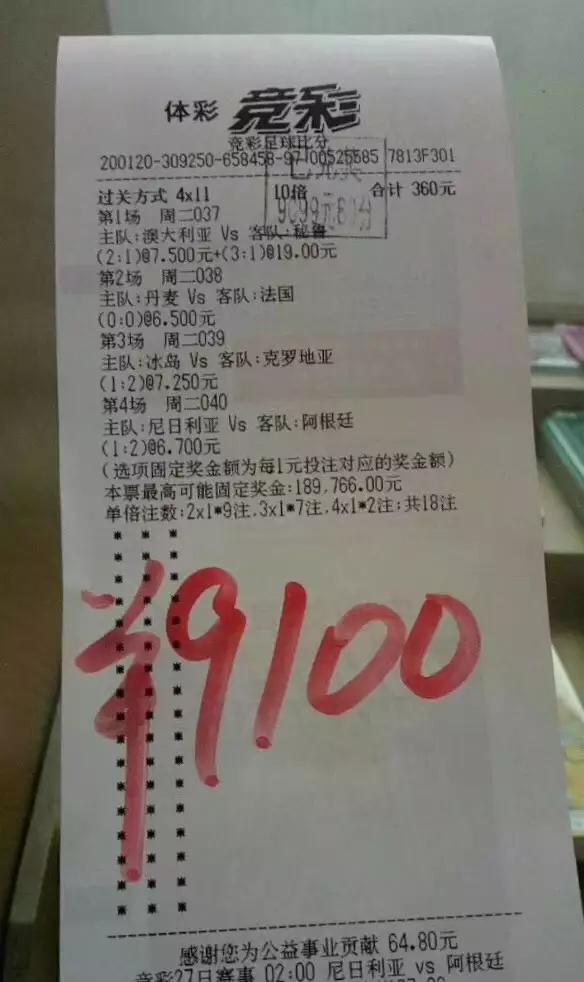 体彩 竞彩
竞彩足球比分
200120-309250-658458-97 00525585 7813F301
过关方式 4x11 10倍 合计 360元
第1场 周二037
主队:澳大利亚 Vs 客队:秘鲁
(2:1)@7.500元+(3:1)@19.00元
第2场 周二038
主队:丹麦 Vs 客队:法国
(0:0)@6.500元
第3场 周二039
主队:冰岛 Vs 客队:克罗地亚
(1:2)@7.250元
第4场 周二040
主队:尼日利亚 Vs 客队:阿根廷
(1:2)@6.700元
(选项固定奖金额为每1元投注对应的奖金额)
本票最高可能固定奖金:189,766.00元
单倍注数:2x1*9注,3x1*7注,4x1*2注;共18注
¥9100
感谢您为公益事业贡献 64.80元
竞彩27日赛事 02:00 尼日利亚 vs 阿根廷